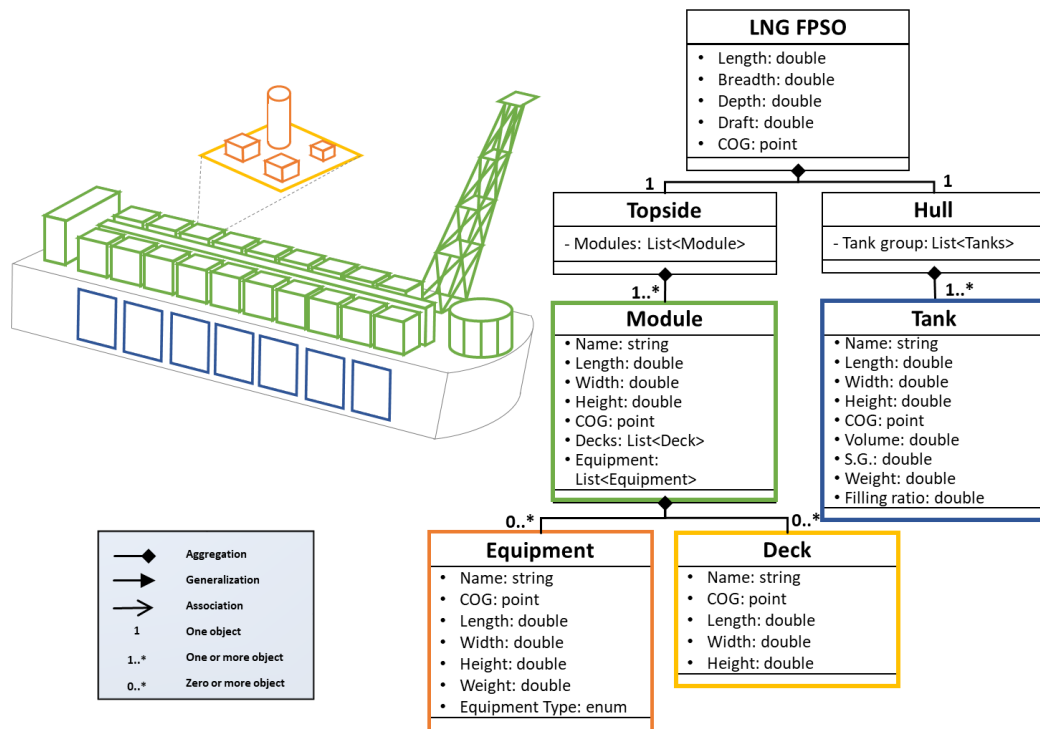 LNG FPSO
• Length: double
• Breadth: double
• Depth: double
• Draft: double
• COG: point
1
1
Topside
- Modules: List<Module>
Hull
- Tank group: List<Tanks>
1..*
1..*
Module
• Name: string
• Length: double
• Width: double
• Height: double
• COG: point
• Decks: List<Deck>
• Equipment:
List<Equipment>
Tank
• Name: string
• Length: double
• Width: double
• Height: double
• COG: point
• Volume: double
• S.G.: double
• Weight: double
• Filling ratio: double
0..*
0..*
Equipment
• Name: string
• COG: point
• Length: double
• Width: double
• Height: double
• Weight: double
• Equipment Type: enum
Deck
• Name: string
• COG: point
• Length: double
• Width: double
• Height: double
Aggregation
Generalization
Association
1 One object
1..* One or more object
0..* Zero or more object